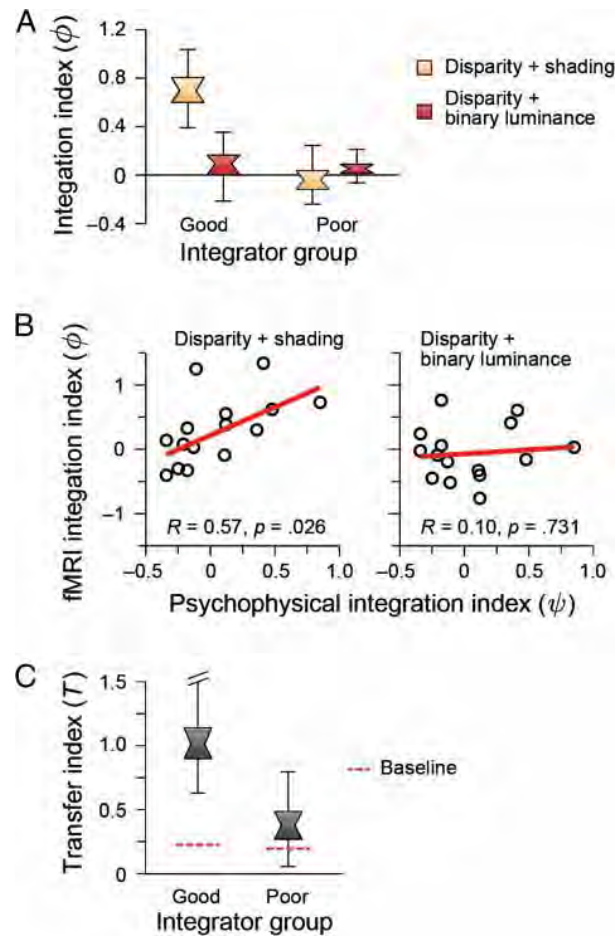 A
Integation index (ϕ)
1.2
0.8
0.4
0
−0.4
Good
Poor
Integrator group
Disparity + shading
Disparity +
binary luminance
B
fMRI integation index (ϕ)
Disparity + shading
1
0
−1
R = 0.57, p = .026
−0.5
0
0.5
1.0
Disparity +
binary luminance
R = 0.10, p = .731
−0.5
0
0.5
1.0
Psychophysical integration index (ψ)
C
Transfer index (T)
1.5
1.0
0.5
0
Good
Poor
Integrator group
Baseline